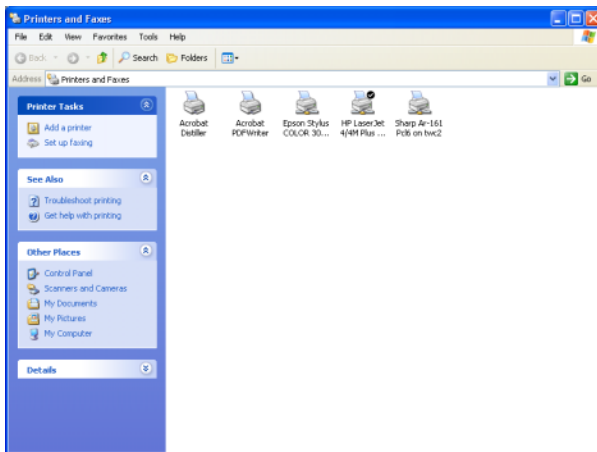 Printers and Faxes
File Edit View Favorites Tools Help
Back Search Folders
Address Printers and Faxes Go
Printer Tasks
Add a printer
Set up faxing
See Also
Troubleshoot printing
Get help with printing
Other Places
Control Panel
Scanners and Cameras
My Documents
My Pictures
My Computer
Details
Acrobat Distiller
Acrobat PDFWriter
Epson Stylus COLOR 30...
HP LaserJet 4/4M Plus ...
Sharp Ar-161 Pcl6 on twc2